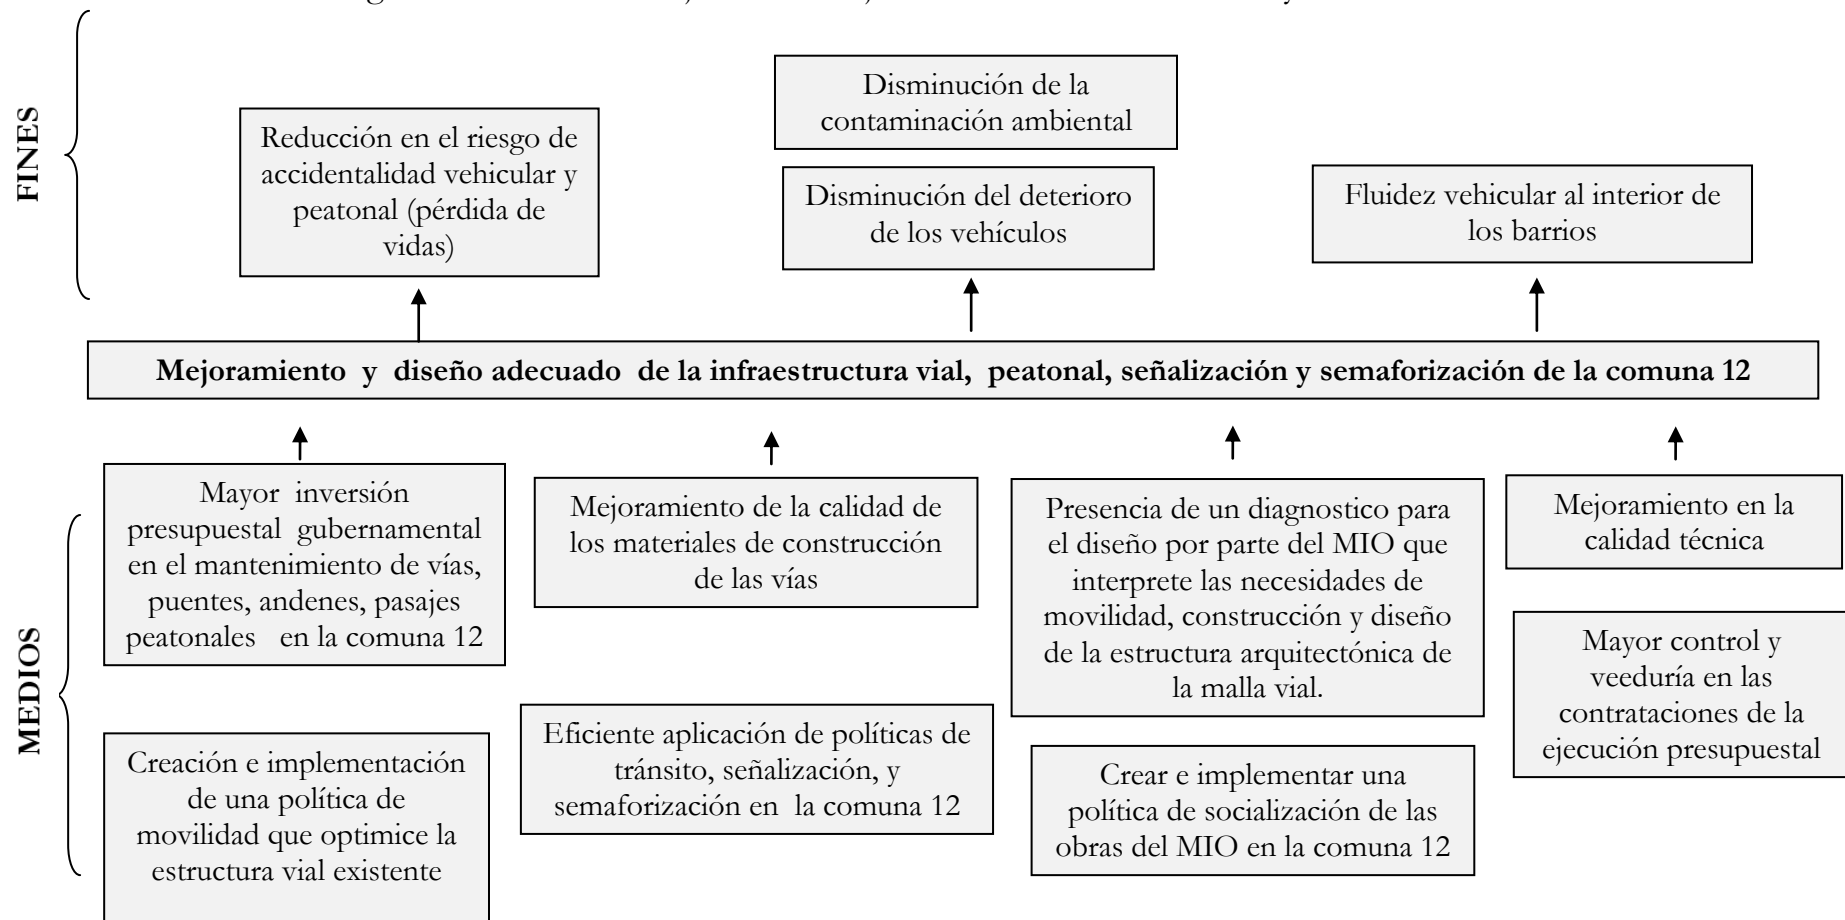 FINES
Disminución de la
contaminación ambiental
Reducción en el riesgo de
accidentalidad vehicular y
peatonal (pérdida de
vidas)
Disminución del deterioro
de los vehículos
Fluidez vehicular al interior de
los barrios
Mejoramiento y diseño adecuado de la infraestructura vial, peatonal, señalización y semaforización de la comuna 12
MEDIOS
Mayor inversión
presupuestal gubernamental
en el mantenimiento de vías,
puentes, andenes, pasajes
peatonales en la comuna 12
Mejoramiento de la calidad de
los materiales de construcción
de las vías
Presencia de un diagnostico para
el diseño por parte del MIO que
interprete las necesidades de
movilidad, construcción y diseño
de la estructura arquitectónica de
la malla vial.
Mejoramiento en la
calidad técnica
Creación e implementación
de una política de
movilidad que optimice la
estructura vial existente
Eficiente aplicación de políticas de
tránsito, señalización, y
semaforización en la comuna 12
Crear e implementar una
política de socialización de las
obras del MIO en la comuna 12
Mayor control y
veeduría en las
contrataciones de la
ejecución presupuestal